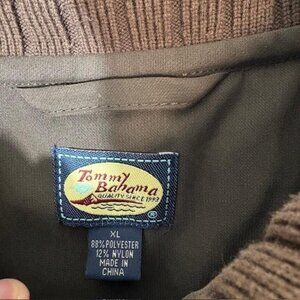 Tommy
Bahama
QUALITY SINCE 1993
®
XL
88% POLYESTER
12% NYLON
MADE IN
CHINA